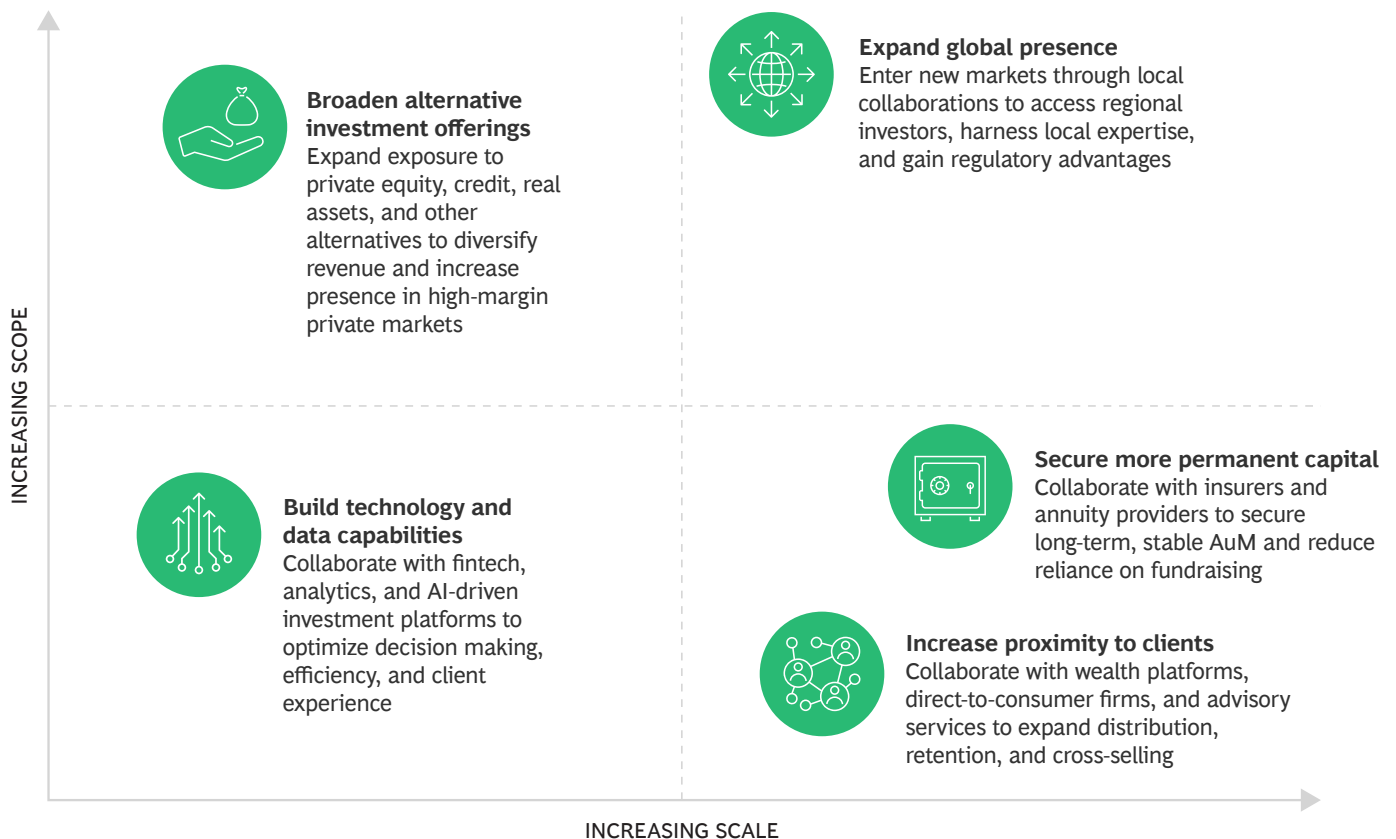 Broaden alternative
investment offerings
Expand exposure to
private equity, credit, real
assets, and other
alternatives to diversify
revenue and increase
presence in high-margin
private markets
Expand global presence
Enter new markets through local
collaborations to access regional
investors, harness local expertise,
and gain regulatory advantages
INCREASING SCOPE
Build technology and
data capabilities
Collaborate with fintech,
analytics, and AI-driven
investment platforms to
optimize decision making,
efficiency, and client
experience
Secure more permanent capital
Collaborate with insurers and
annuity providers to secure
long-term, stable AuM and reduce
reliance on fundraising
Increase proximity to clients
Collaborate with wealth platforms,
direct-to-consumer firms, and advisory
services to expand distribution,
retention, and cross-selling
INCREASING SCALE